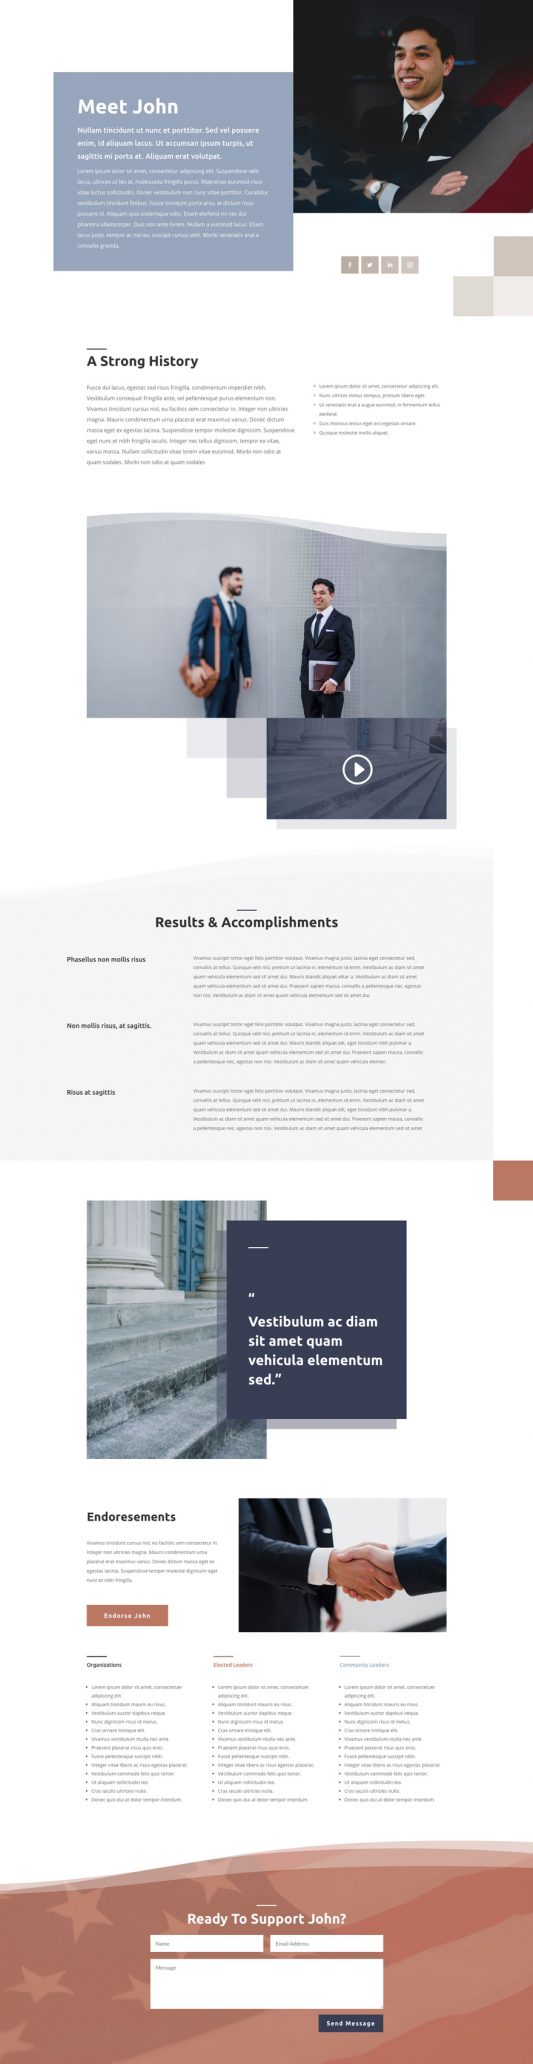 Meet John
Nullam tincidunt ut nunc et porttitor. Sed vel posuere
enim, id aliquam lacus. Ut accumsan ipsum turpis, ut
sagittis mi porta at. Aliquam erat volutpat.
Lorem ipsum dolor sit amet, consectetur adipiscing elit. Suspendisse velit
lacus, ultrices ut leo at, malesuada fringilla purus. Maecenas euismod risus
vitae luctus sollicitudin. Donec vestibulum non nunc vitae porttitor. Curabitur
vestibulum tincidunt finibus. Fusce tincidunt porta arcu, at dictum risus
posuere id. Aliquam quis scelerisque odio. Etiam eleifend mi nec dui
pharetra ullamcorper. Duis non ante lorem. Nullam a euismod lacus. Etiam
lacus justo, tempor ac nisi eu, suscipit cursus velit. Morbi venenatis erat a
convallis gravida.
A Strong History
Fusce dui lacus, egestas sed risus fringilla, condimentum imperdiet nibh.
Vestibulum consequat fringilla ante, vel pellentesque purus elementum non.
Vivamus tincidunt cursus nisl, eu facilisis sem consectetur in. Integer non ultricies
magna. Mauris condimentum urna placerat erat maximus varius. Donec dictum
massa eget ex egestas lacinia. Suspendisse tempor molestie dignissim. Suspendisse
eget nunc et nibh fringilla iaculis. Integer nec tellus dignissim, tempor ex vitae,
varius massa. Nullam sollicitudin vitae lorem vitae euismod. Morbi non odio at
quam sodales. Morbi non odio at quam sodales
Lorem ipsum dolor sit amet, consectetur adipiscing elit.
Nunc ultrices metus tempus, pretium libero eget.
Ut venenatis erat a augue euismod, in fermentum tellus
eleifend.
Duis rhoncus lectus eget orci egestas ornare.
Quisque molestie mollis aliquet.
Results & Accomplishments
Phasellus non mollis risus
Vivamus suscipit tortor eget felis porttitor volutpat. Vivamus magna justo, lacinia eget consectetur sed,
convallis at tellus. Quisque velit nisi, pretium ut lacinia in, elementum id enim. Vestibulum ac diam sit amet
quam vehicula elementum sed sit amet dui. Mauris blandit aliquet elitar a. Vestibulum ac diam sit amet
quam vehicula elementum sed sit amet dui. Praesent sapien massa, convallis a pellentesque nec, egestas
non nisi. Vestibulum ac diam sit amet quam vehicula elementum sed sit amet dui.
Non mollis risus, at sagittis.
Vivamus suscipit tortor eget felis porttitor volutpat. Vivamus magna justo, lacinia eget consectetur sed,
convallis at tellus. Quisque velit nisi, pretium ut lacinia in, elementum id enim. Vestibulum ac diam sit amet
quam vehicula elementum sed sit amet dui. Mauris blandit aliquet elit, eget tincidunt nibh pulvinar a.
Vestibulum ac diam sit amet quam vehicula elementum sed sit amet dui. Praesent sapien massa, convallis
a pellentesque nec, egestas non nisi. Vestibulum ac diam sit amet quam vehicula elemen
Risus at sagittis
Vivamus suscipit tortor eget felis porttitor volutpat. Vivamus magna justo, lacinia eget consectetur sed,
convallis at tellus. Quisque velit nisi, pretium ut lacinia in, elementum id enim. Vestibulum ac diam sit amet
quam vehicula elementum sed sit amet dui. Mauris blandit aliquet elit, eget tincidunt nibh pulvinar a.
Vestibulum ac diam sit amet quam vehicula elementum sed sit amet dui. Praesent sapien massa, convallis
a pellentesque nec, egestas non nisi. Vestibulum ac diam sit amet quam vehicula elementum sed sit amet
“
Vestibulum ac diam
sit amet quam
vehicula elementum
sed.”
Endoresements
Vivamus tincidunt cursus nisl, eu facilisis sem consectetur in.
Integer non ultricies magna. Mauris condimentum urna
placerat erat maximus varius. Donec dictum massa eget ex
egestas lacinia. Suspendisse tempor molestie dignissim eget
nunc et nibh fringilla.
Endorse John
Organizations
Lorem ipsum dolor sit amet, consectetuer
adipiscing elit.
Aliquam tincidunt mauris eu risus.
Vestibulum auctor dapibus neque.
Nunc dignissim risus id metus.
Cras ornare tristique elit.
Vivamus vestibulum nulla nec ante.
Praesent placerat risus quis eros.
Fusce pellentesque suscipit nibh.
Integer vitae libero ac risus egestas placerat.
Vestibulum commodo felis quis tortor.
Ut aliquam sollicitudin leo.
Cras iaculis ultricies nulla.
Donec quis dui at dolor tempor interdum.
Elected Leaders
Lorem ipsum dolor sit amet, consectetuer
adipiscing elit.
Aliquam tincidunt mauris eu risus.
Vestibulum auctor dapibus neque.
Nunc dignissim risus id metus.
Cras ornare tristique elit.
Vivamus vestibulum nulla nec ante.
Praesent placerat risus quis eros.
Fusce pellentesque suscipit nibh.
Integer vitae libero ac risus egestas placerat.
Vestibulum commodo felis quis tortor.
Ut aliquam sollicitudin leo.
Cras iaculis ultricies nulla.
Donec quis dui at dolor tempor interdum.
Community Leaders
Lorem ipsum dolor sit amet, consectetuer
adipiscing elit.
Aliquam tincidunt mauris eu risus.
Vestibulum auctor dapibus neque.
Nunc dignissim risus id metus.
Cras ornare tristique elit.
Vivamus vestibulum nulla nec ante.
Praesent placerat risus quis eros.
Fusce pellentesque suscipit nibh.
Integer vitae libero ac risus egestas placerat.
Vestibulum commodo felis quis tortor.
Ut aliquam sollicitudin leo.
Cras iaculis ultricies nulla.
Donec quis dui at dolor tempor interdum.
Ready To Support John?
Name
Email Address
Message
Send Message